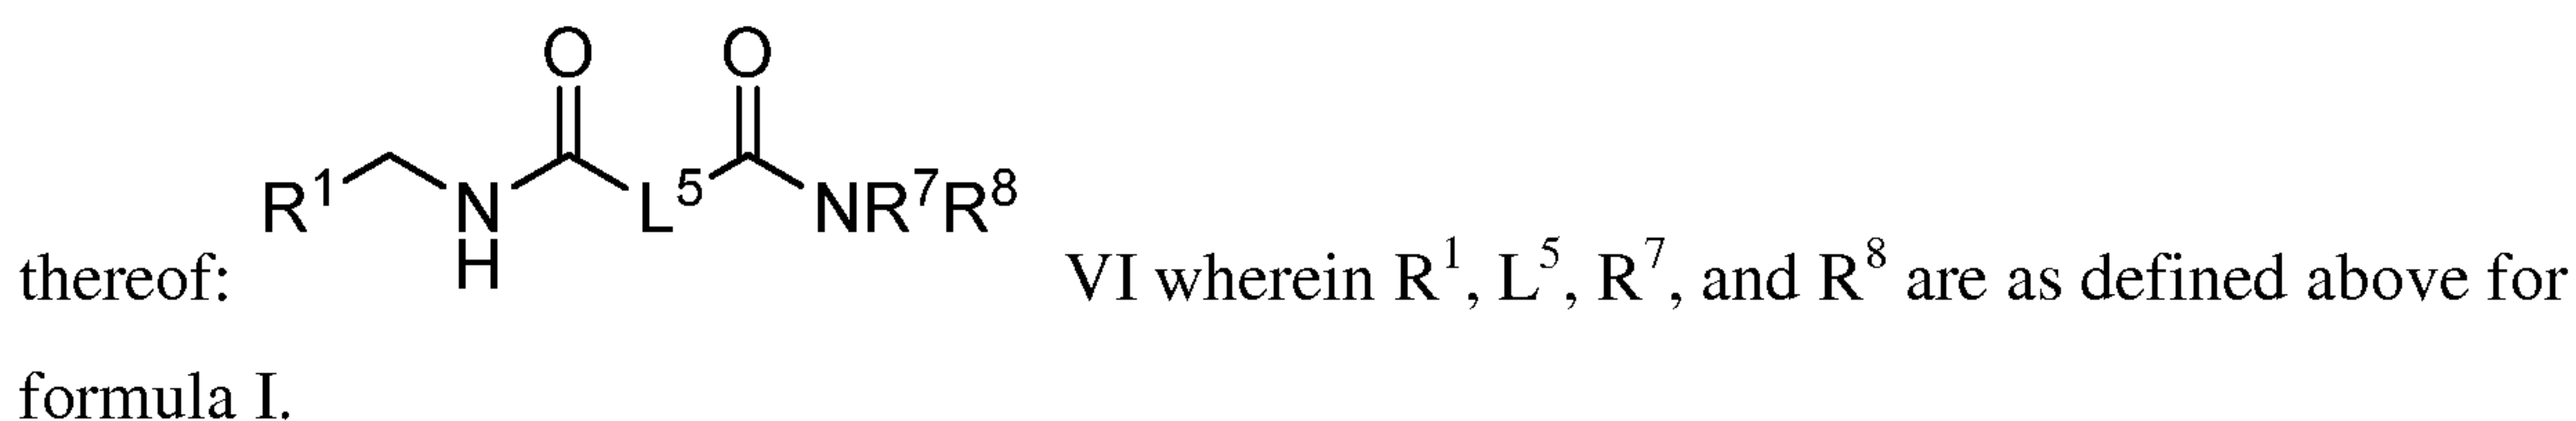 O O
R¹ N L⁵ NR⁷R⁸
H
thereof: VI wherein R¹, L⁵, R⁷, and R⁸ are as defined above for
formula I.